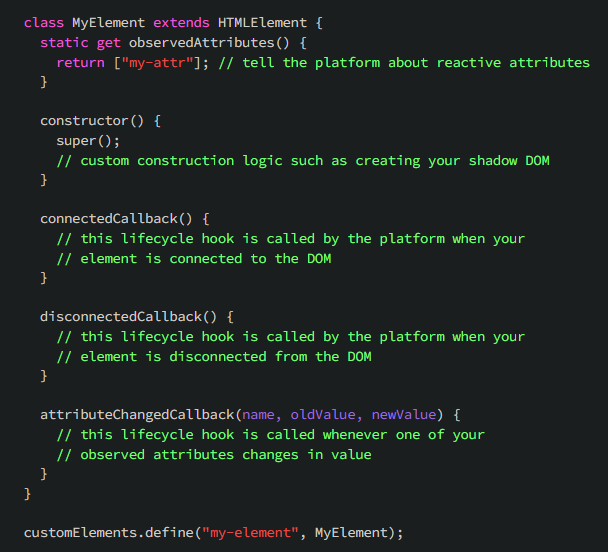 class MyElement extends HTMLElement {
  static get observedAttributes() {
    return ["my-attr"]; // tell the platform about reactive attributes
  }

  constructor() {
    super();
    // custom construction logic such as creating your shadow DOM
  }

  connectedCallback() {
    // this lifecycle hook is called by the platform when your
    // element is connected to the DOM
  }

  disconnectedCallback() {
    // this lifecycle hook is called by the platform when your
    // element is disconnected from the DOM
  }

  attributeChangedCallback(name, oldValue, newValue) {
    // this lifecycle hook is called whenever one of your
    // observed attributes changes in value
  }
}

customElements.define("my-element", MyElement);